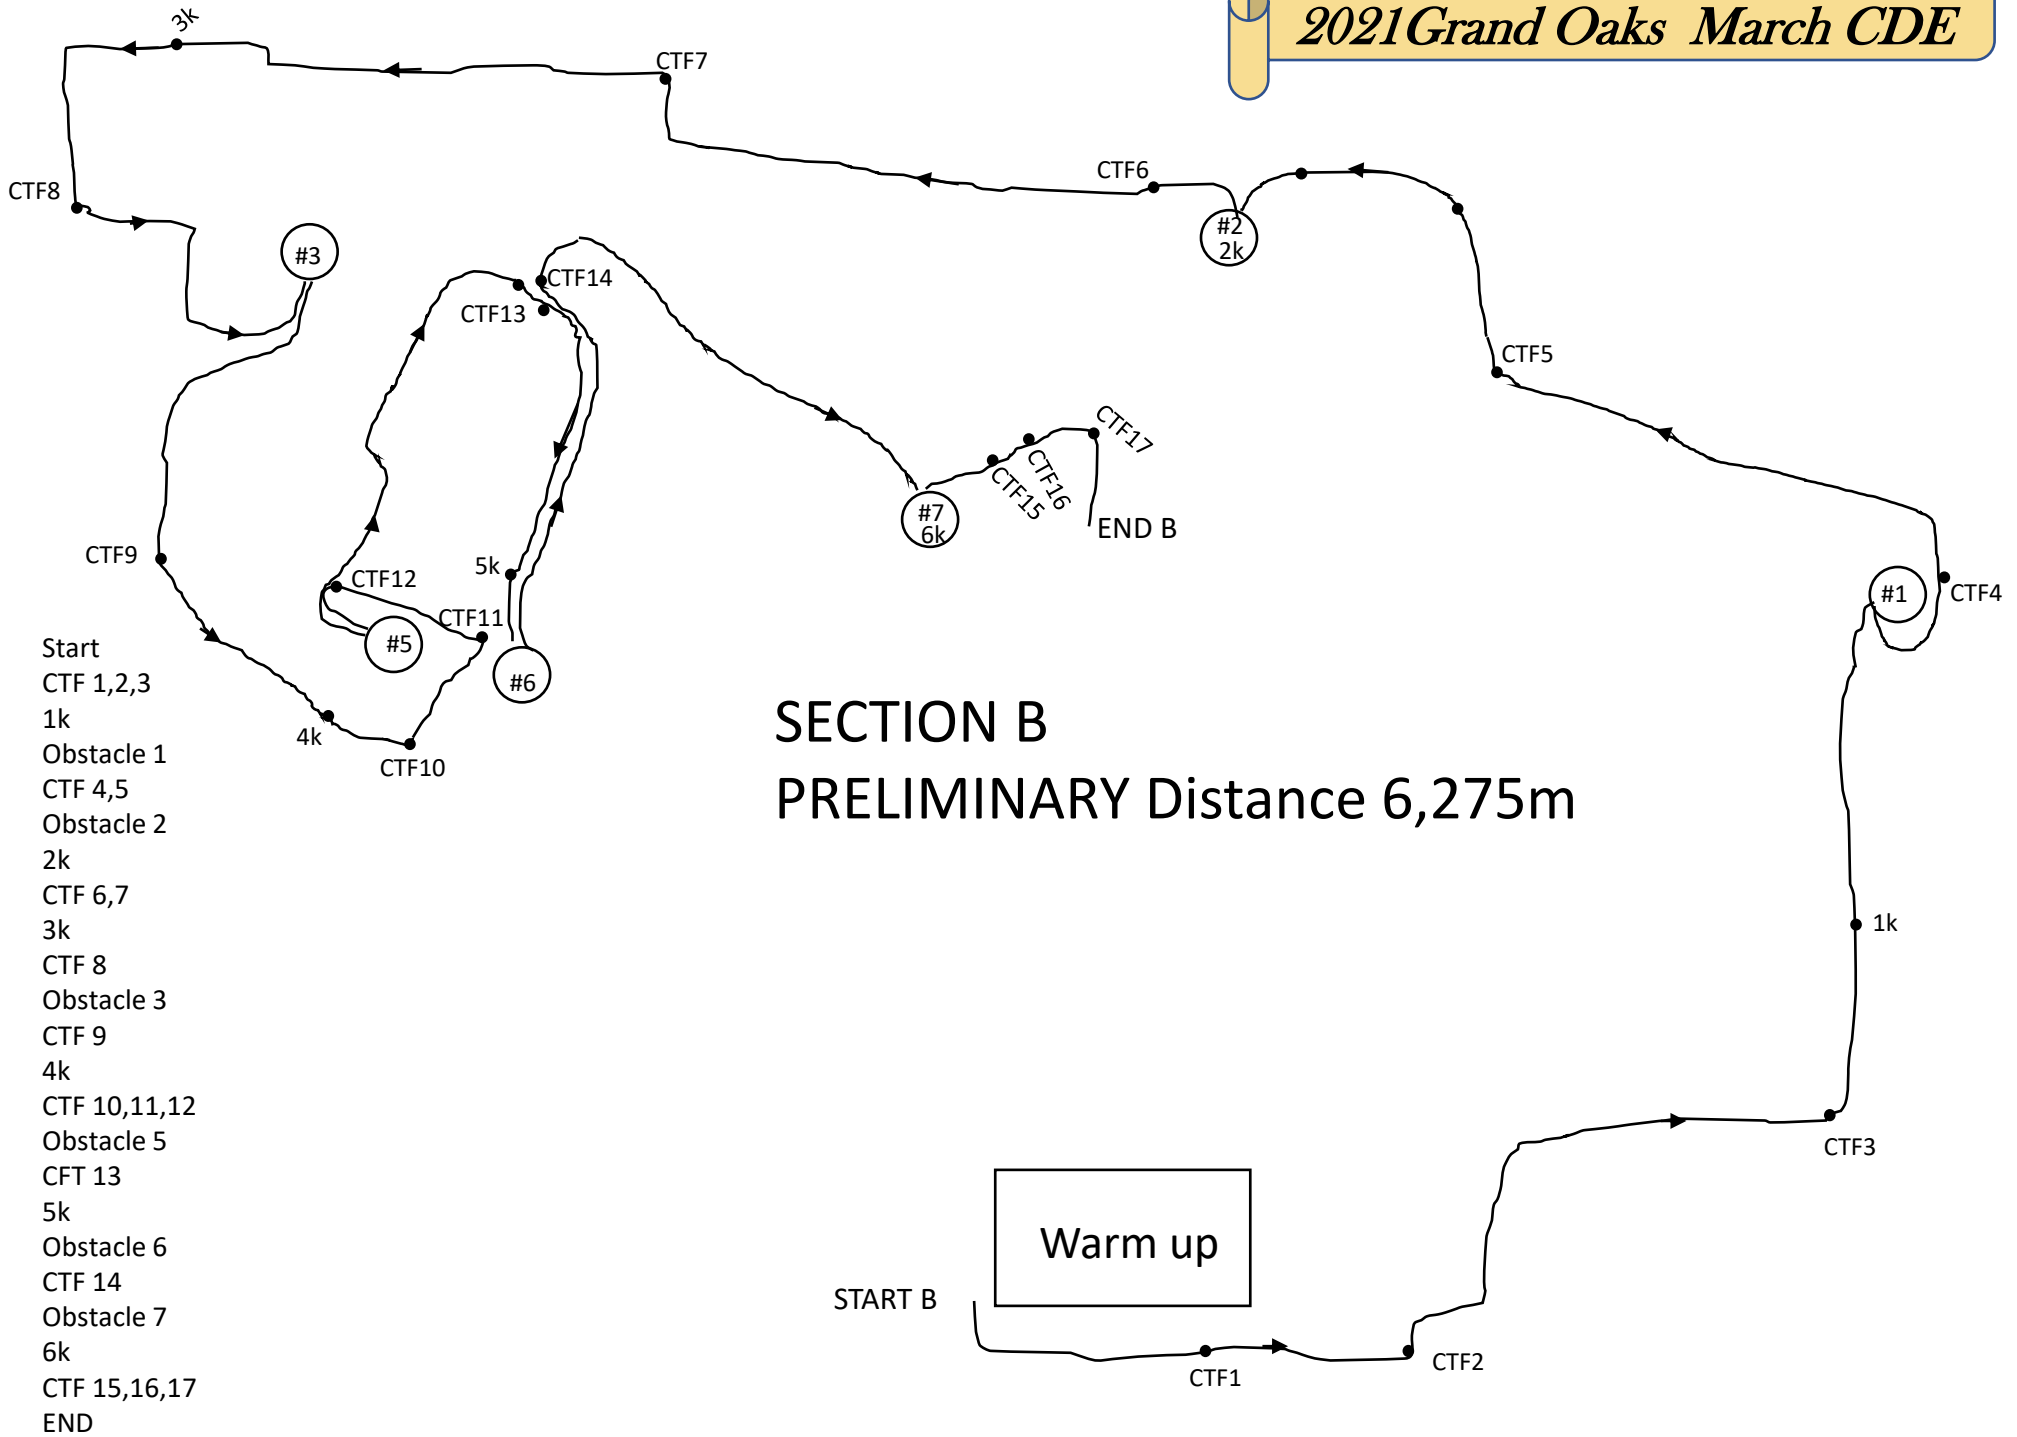 2021Grand Oaks March CDE
3k
CTF7
CTF6
CTF8
#2
2k
#3
CTF14
CTF13
CTF5
CTF17
CTF16
CTF15
#7
6k
END B
CTF9
5k
CTF12
CTF11
#5
#6
#1
CTF4
4k
CTF10
SECTION B
PRELIMINARY Distance 6,275m
1k
CTF3
Warm up
START B
CTF1
CTF2
Start
CTF 1,2,3
1k
Obstacle 1
CTF 4,5
Obstacle 2
2k
CTF 6,7
3k
CTF 8
Obstacle 3
CTF 9
4k
CTF 10,11,12
Obstacle 5
CFT 13
5k
Obstacle 6
CTF 14
Obstacle 7
6k
CTF 15,16,17
END